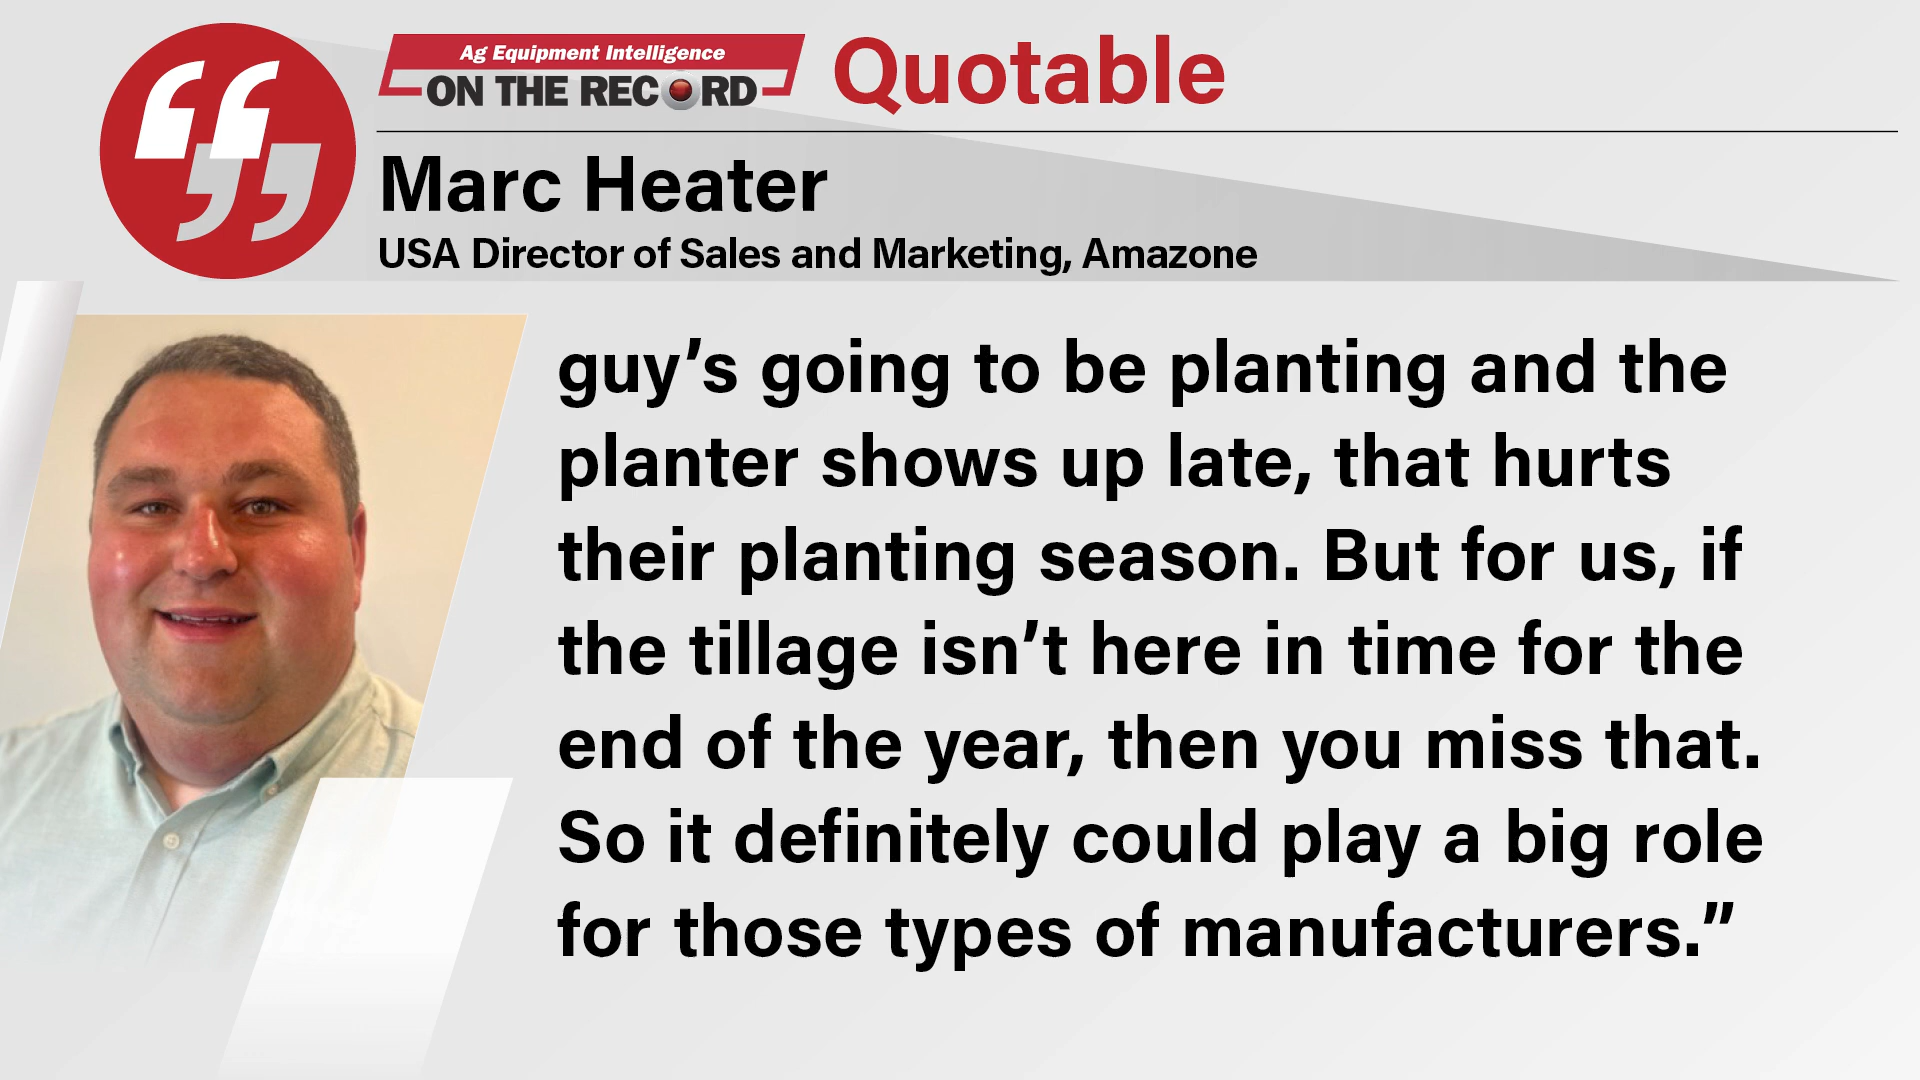 Ag Equipment Intelligence
ON THE RECORD
Quotable
Marc Heater
USA Director of Sales and Marketing, Amazone
guy’s going to be planting and the
planter shows up late, that hurts
their planting season. But for us, if
the tillage isn’t here in time for the
end of the year, then you miss that.
So it definitely could play a big role
for those types of manufacturers.”